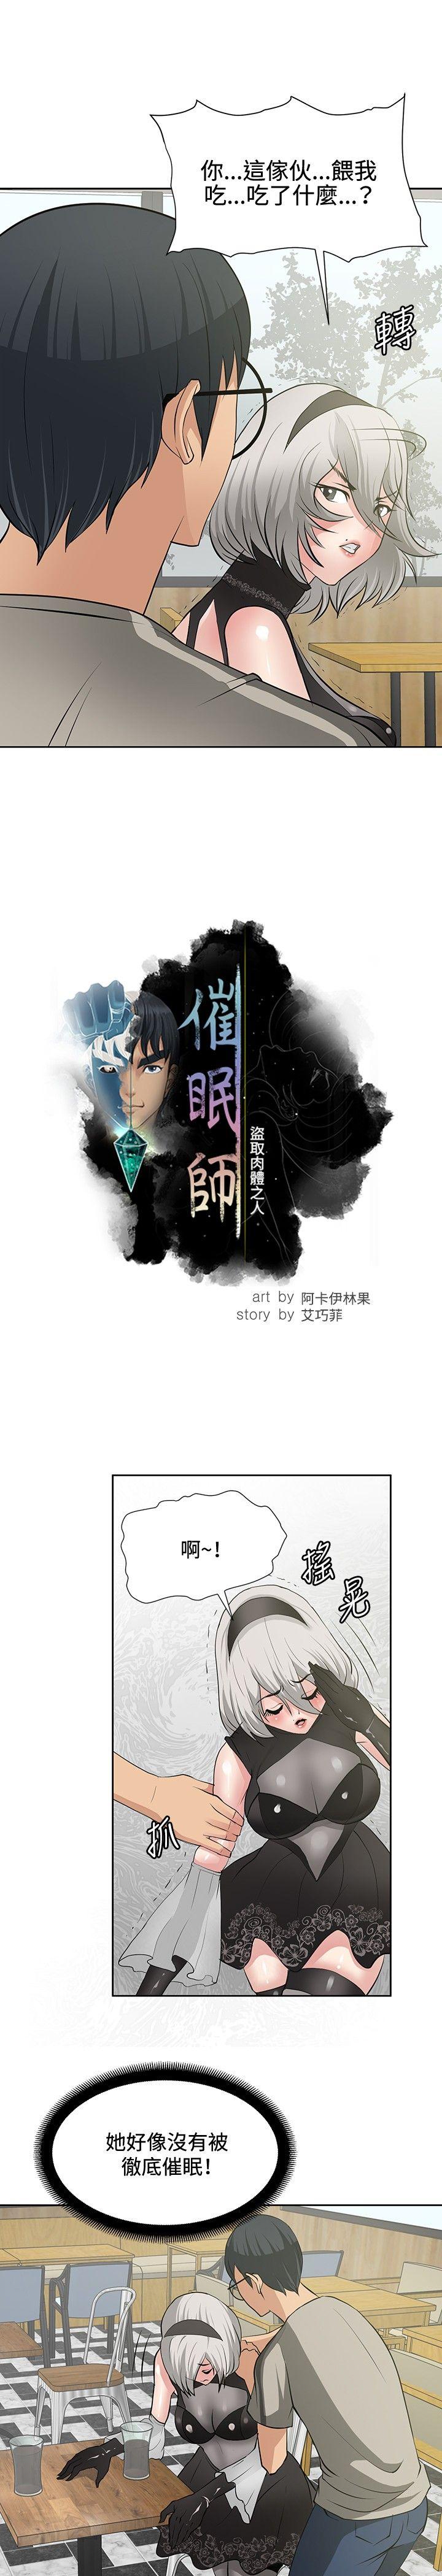 你...這傢伙...餵我
吃...吃了什麼...?
轉
催眠師
盜取肉體之人
art by 阿卡伊林果
story by 艾巧菲
啊~!
搖晃
抓
她好像沒有被
徹底催眠!